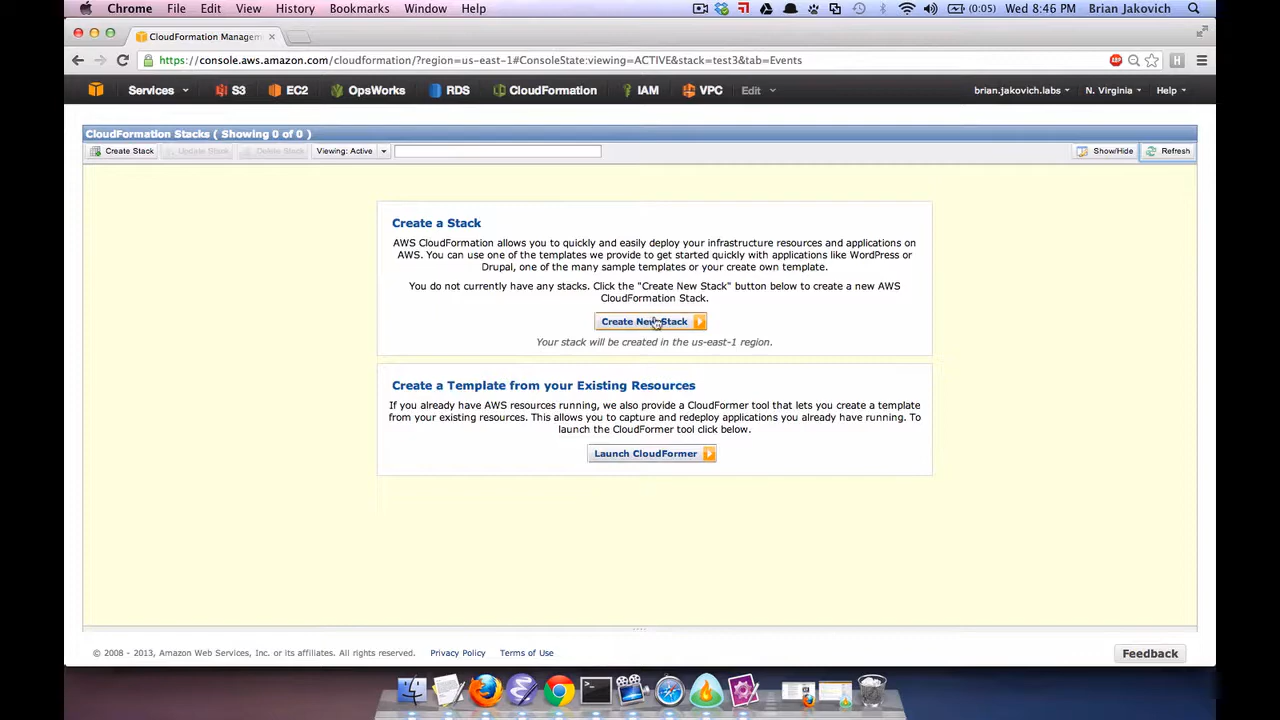 Chrome File Edit View History Bookmarks Window Help (0:05) Wed 8:46 PM Brian Jakovich
CloudFormation Managem
https://console.aws.amazon.com/cloudformation/?region=us-east-1#ConsoleState:viewing=ACTIVE&stack=test3&tab=Events
Services S3 EC2 OpsWorks RDS CloudFormation IAM VPC Edit brian.jakovich.labs N. Virginia Help
CloudFormation Stacks ( Showing 0 of 0 )
Create Stack Update Stack Delete Stack Viewing: Active Show/Hide Refresh
Create a Stack
AWS CloudFormation allows you to quickly and easily deploy your infrastructure resources and applications on
AWS. You can use one of the templates we provide to get started quickly with applications like WordPress or
Drupal, one of the many sample templates or your create own template.
You do not currently have any stacks. Click the "Create New Stack" button below to create a new AWS
CloudFormation Stack.
Create New Stack
Your stack will be created in the us-east-1 region.
Create a Template from your Existing Resources
If you already have AWS resources running, we also provide a CloudFormer tool that lets you create a template
from your existing resources. This allows you to capture and redeploy applications you already have running. To
launch the CloudFormer tool click below.
Launch CloudFormer
© 2008 - 2013, Amazon Web Services, Inc. or its affiliates. All rights reserved. Privacy Policy Terms of Use Feedback